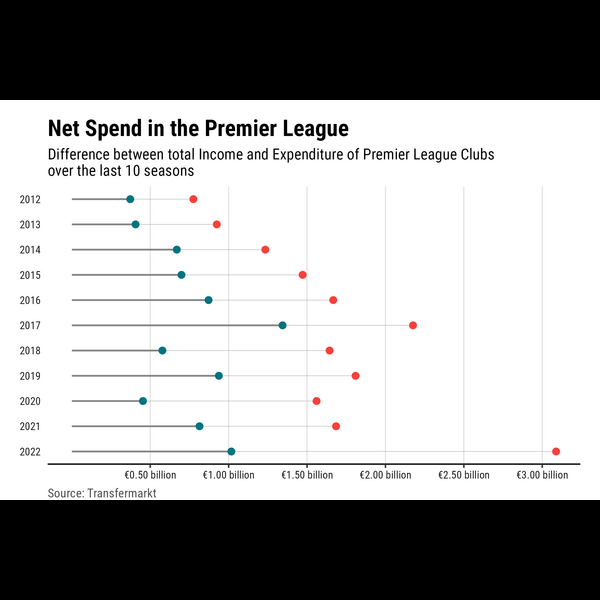 Net Spend in the Premier League
Difference between total Income and Expenditure of Premier League Clubs
over the last 10 seasons
2012
2013
2014
2015
2016
2017
2018
2019
2020
2021
2022
€0.50 billion €1.00 billion €1.50 billion €2.00 billion €2.50 billion €3.00 billion
Source: Transfermarkt